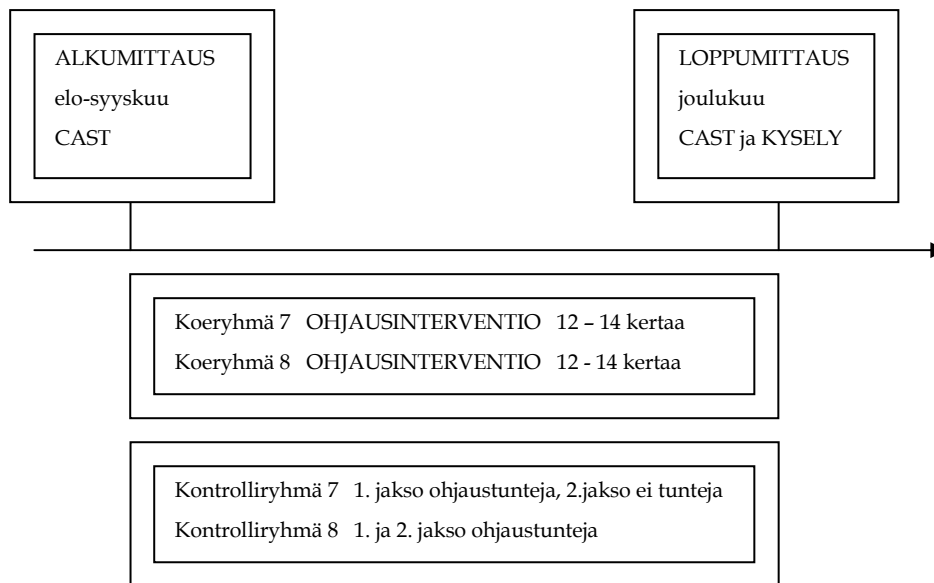 ALKUMITTAUS
elo-syyskuu
CAST
LOPPUMITTAUS
joulukuu
CAST ja KYSELY
Koeryhmä 7 OHJAUSINTERVENTIO 12 – 14 kertaa
Koeryhmä 8 OHJAUSINTERVENTIO 12 - 14 kertaa
Kontrolliryhmä 7 1. jakso ohjaustunteja, 2.jakso ei tunteja
Kontrolliryhmä 8 1. ja 2. jakso ohjaustunteja